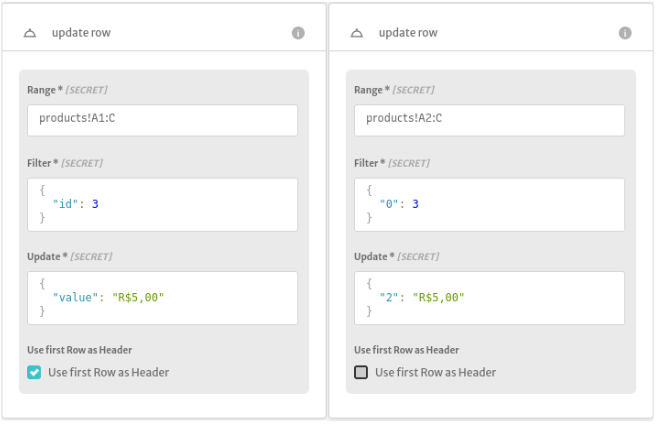 update row
Range * [SECRET]
products!A1:C
Filter * [SECRET]
{
"id": 3
}
Update * [SECRET]
{
"value": "R$5,00"
}
Use first Row as Header
Use first Row as Header
update row
Range * [SECRET]
products!A2:C
Filter * [SECRET]
{
"0": 3
}
Update * [SECRET]
{
"2": "R$5,00"
}
Use first Row as Header
Use first Row as Header